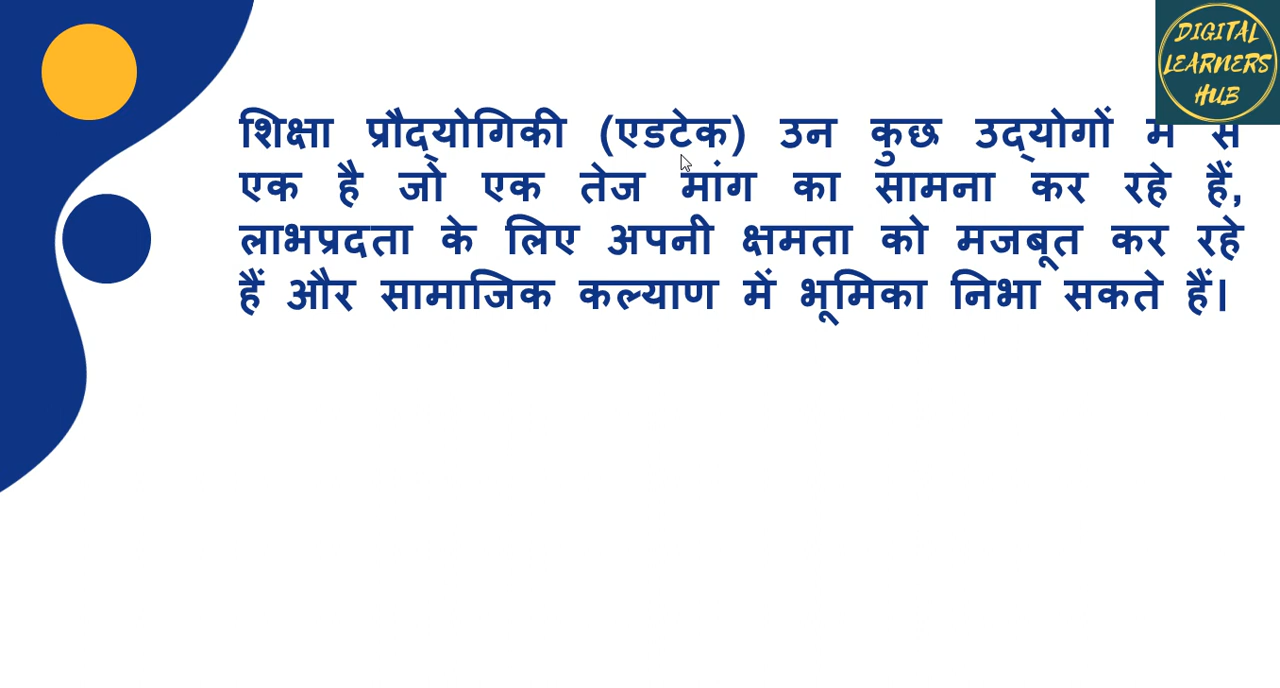 DIGITAL
LEARNERS
HUB
शिक्षा प्रौद्योगिकी (एडटेक) उन कुछ उद्योगों में से
एक है जो एक तेज मांग का सामना कर रहे हैं,
लाभप्रदता के लिए अपनी क्षमता को मजबूत कर रहे
हैं और सामाजिक कल्याण में भूमिका निभा सकते हैं।